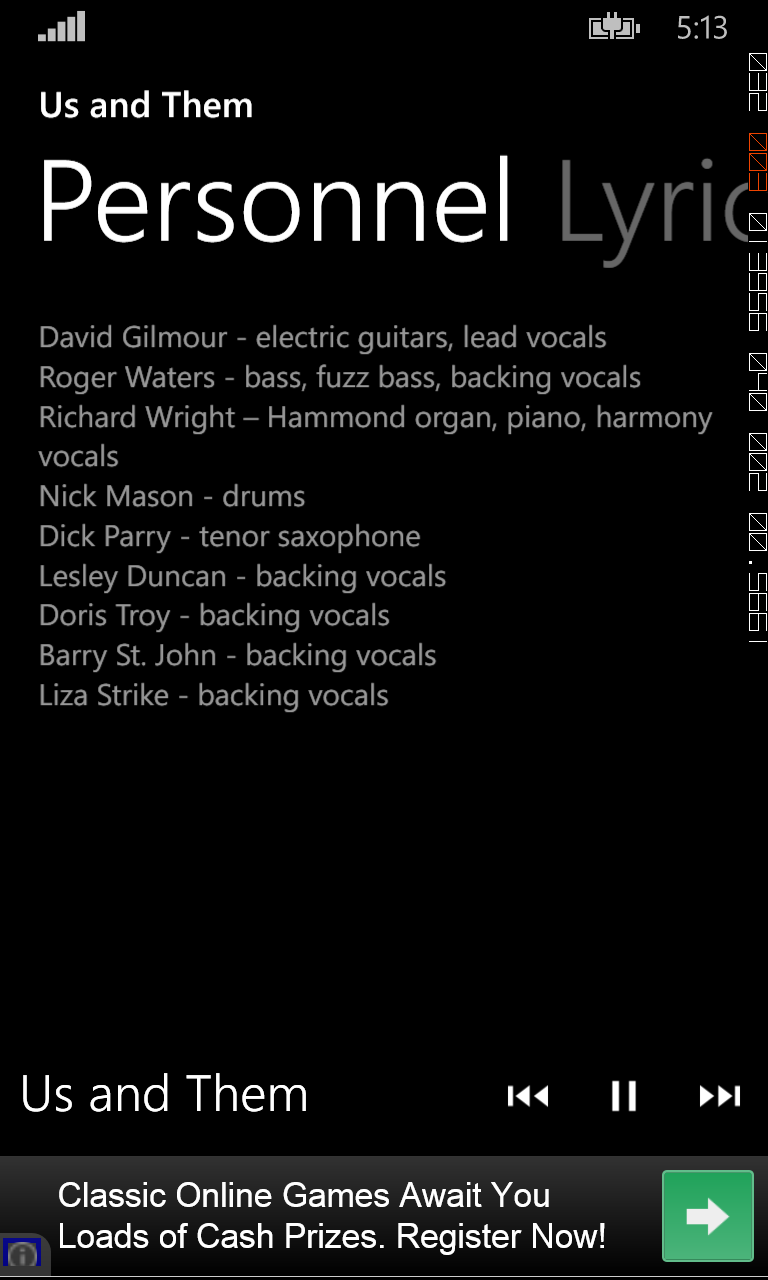 5:13
Us and Them
Personnel Lyric
David Gilmour - electric guitars, lead vocals
Roger Waters - bass, fuzz bass, backing vocals
Richard Wright – Hammond organ, piano, harmony
vocals
Nick Mason - drums
Dick Parry - tenor saxophone
Lesley Duncan - backing vocals
Doris Troy - backing vocals
Barry St. John - backing vocals
Liza Strike - backing vocals
Us and Them
Classic Online Games Await You
Loads of Cash Prizes. Register Now!